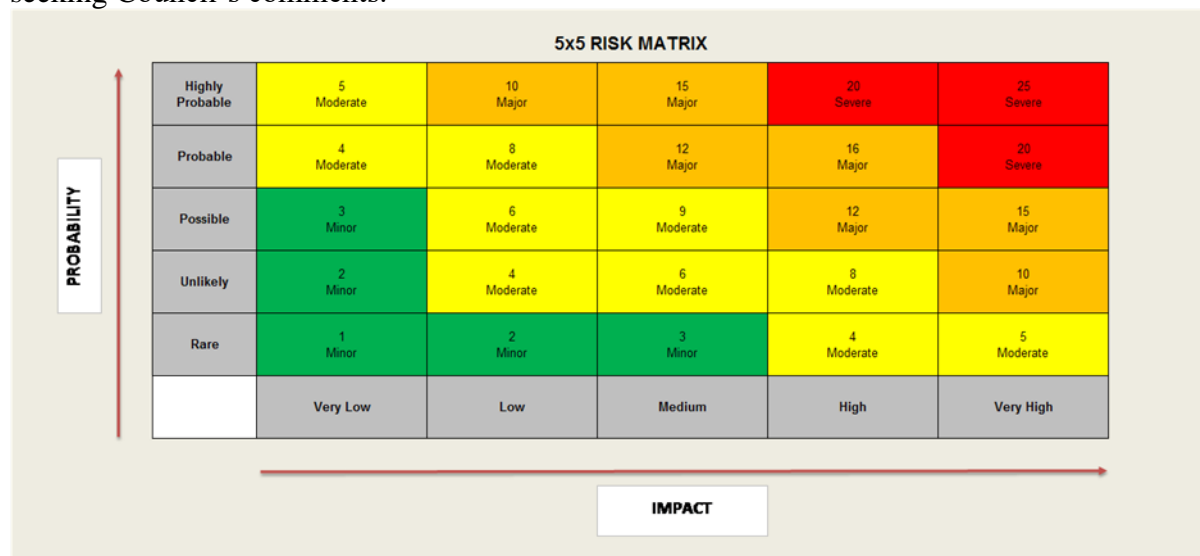 seeking Council's comments.
5x5 RISK MATRIX
Highly
Probable
5
Moderate
10
Major
15
Major
20
Severe
25
Severe
Probable
4
Moderate
8
Moderate
12
Major
16
Major
20
Severe
PROBABILITY
Possible
3
Minor
6
Moderate
9
Moderate
12
Major
15
Major
Unlikely
2
Minor
4
Moderate
6
Moderate
8
Moderate
10
Major
Rare
1
Minor
2
Minor
3
Minor
4
Moderate
5
Moderate
Very Low
Low
Medium
High
Very High
IMPACT